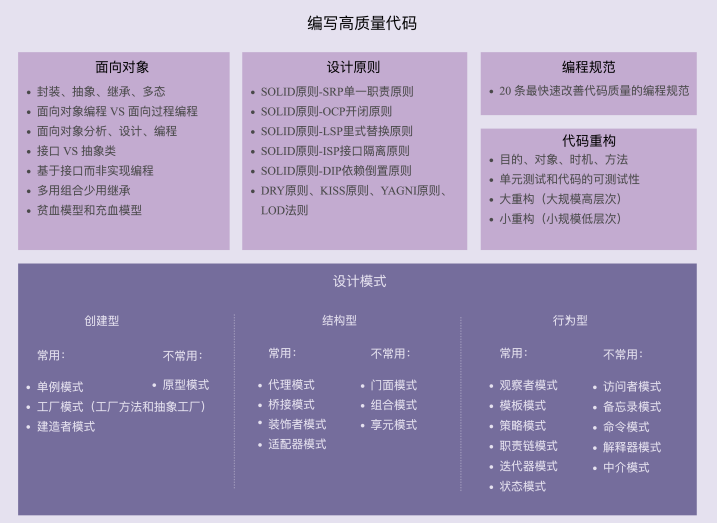 编写高质量代码
面向对象
封装、抽象、继承、多态
面向对象编程 VS 面向过程编程
面向对象分析、设计、编程
接口 VS 抽象类
基于接口而非实现编程
多用组合少用继承
贫血模型和充血模型
设计原则
SOLID原则-SRP单一职责原则
SOLID原则-OCP开闭原则
SOLID原则-LSP里式替换原则
SOLID原则-ISP接口隔离原则
SOLID原则-DIP依赖倒置原则
DRY原则、KISS原则、YAGNI原则、
LOD法则
编程规范
20 条最快速改善代码质量的编程规范
代码重构
目的、对象、时机、方法
单元测试和代码的可测试性
大重构（大规模高层次）
小重构（小规模低层次）
设计模式
创建型
常用：
单例模式
工厂模式（工厂方法和抽象工厂）
建造者模式
不常用：
原型模式
结构型
常用：
代理模式
桥接模式
装饰者模式
适配器模式
不常用：
门面模式
组合模式
享元模式
行为型
常用：
观察者模式
模板模式
策略模式
职责链模式
迭代器模式
状态模式
不常用：
访问者模式
备忘录模式
命令模式
解释器模式
中介模式